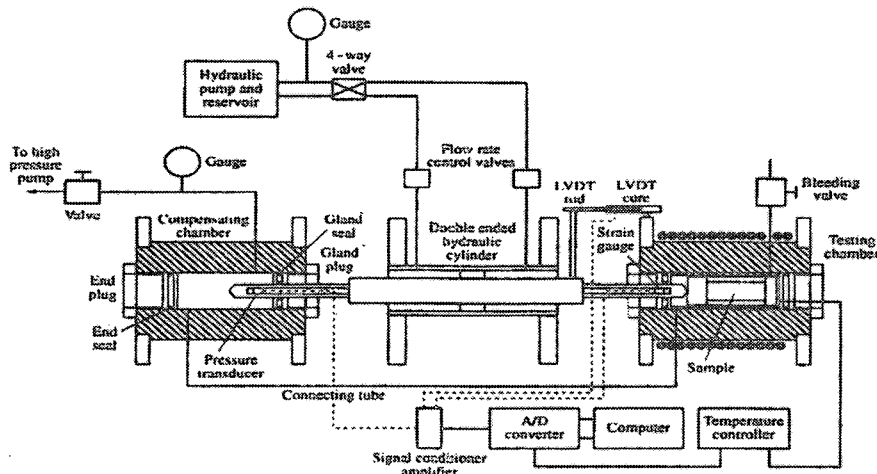 Gauge
4 - way
valve
Hydraulic
pump and
reservoir
To high
pressure
pump
Gauge
Valve
Flow rate
control valves
LVDT
rod
LVDT
core
Bleeding
valve
Compensating
chamber
Gland
seal
Gland
plug
Double ended
hydraulic
cylinder
Strain
gauge
Testing
chamber
End
plug
End
seal
Pressure
transducer
Sample
Connecting tube
A/D
converter
Computer
Temperature
controller
Signal conditioner
amplifier